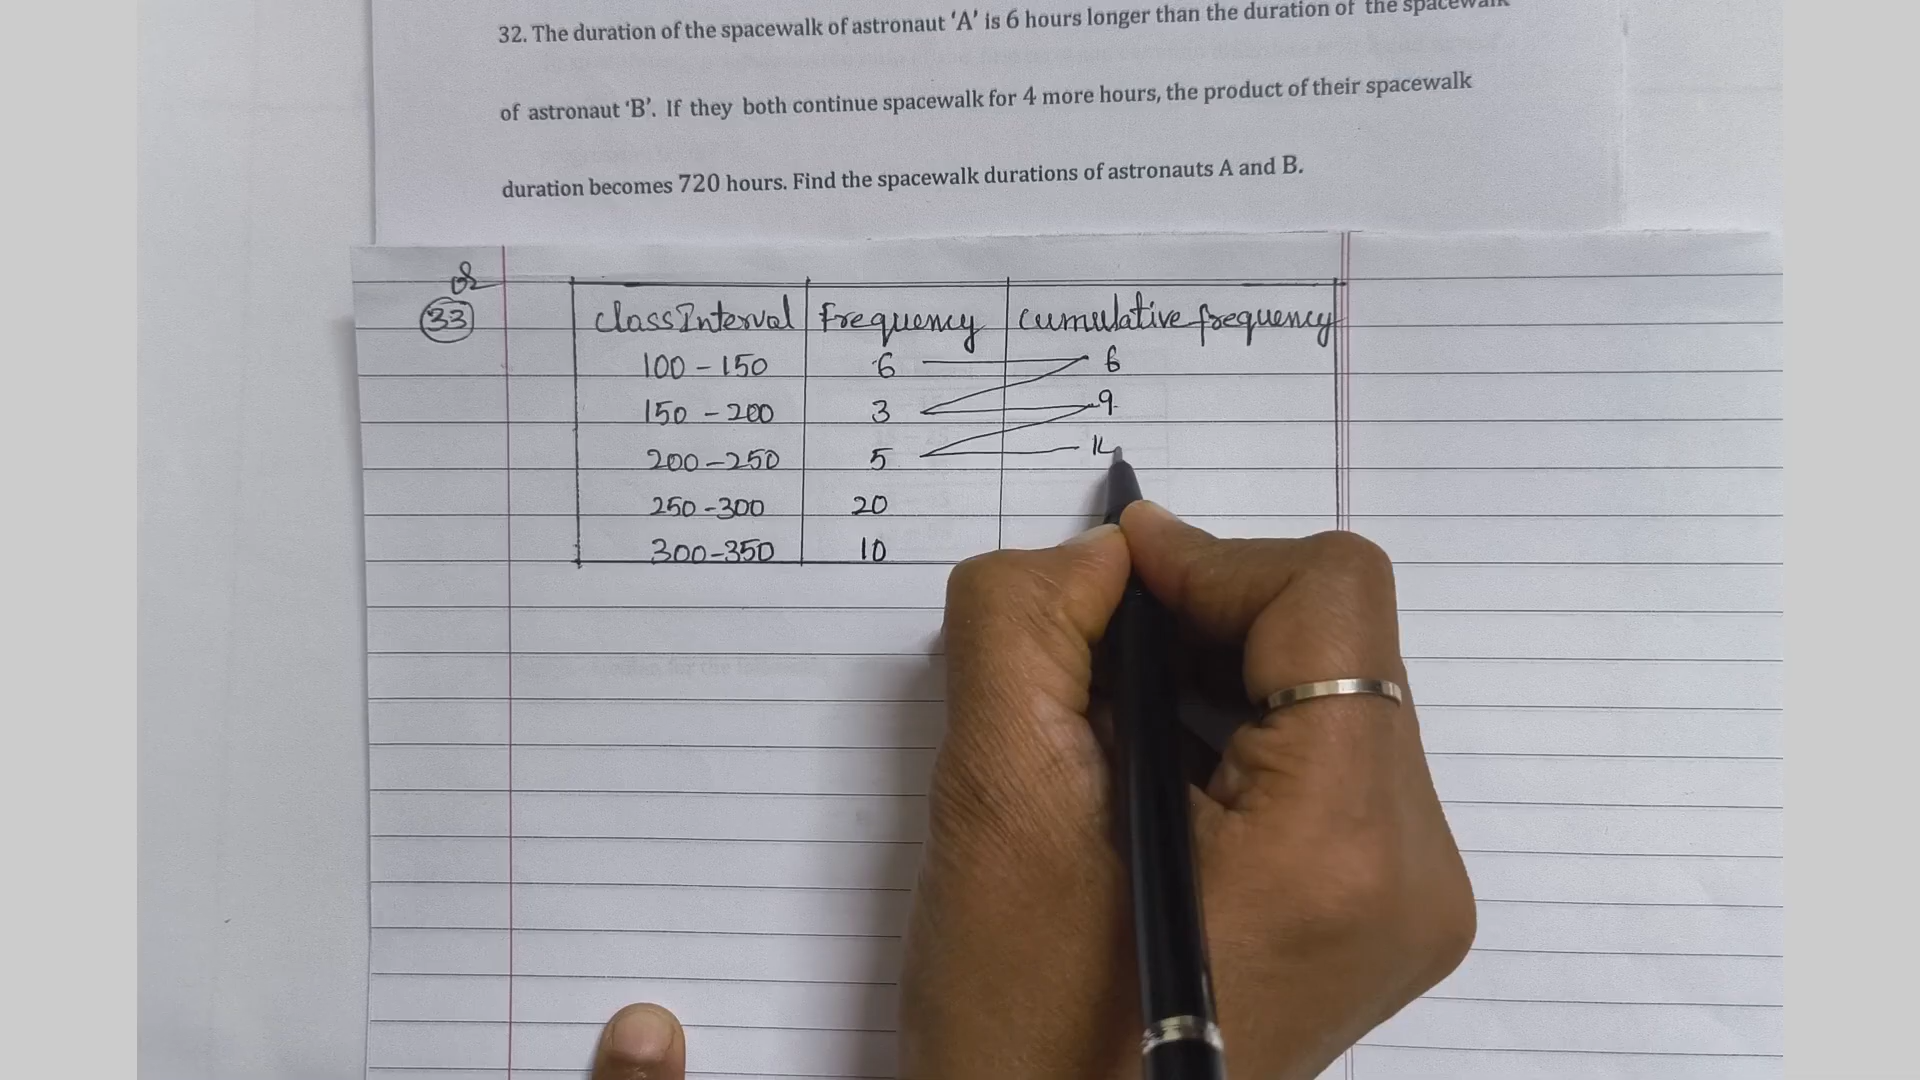 32. The duration of the spacewalk of astronaut ‘A’ is 6 hours longer than the duration of the spacewalk
of astronaut ‘B’. If they both continue spacewalk for 4 more hours, the product of their spacewalk
duration becomes 720 hours. Find the spacewalk durations of astronauts A and B.
33
class Interval frequency cumulative frequency
100 - 150 6 6
150 - 200 3 9
200 - 250 5
250 - 300 20
300 - 350 10